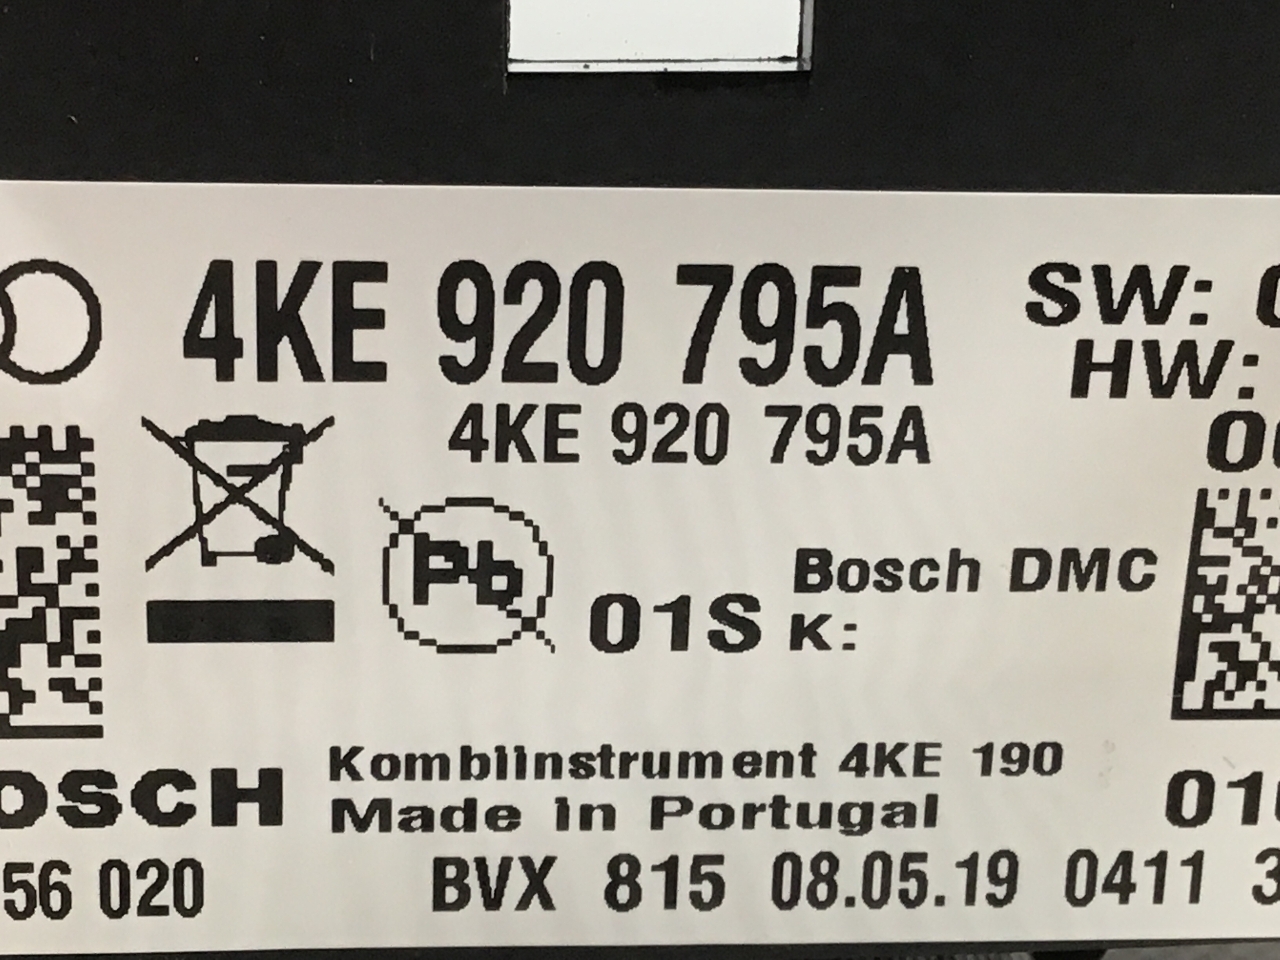 4KE 920 795A
SW:
HW:
4KE 920 795A
Pb
01S
Bosch DMC
K:
Kombiinstrument 4KE 190
OSCH
Made in Portugal
56 020
BVX 815 08.05.19 0411